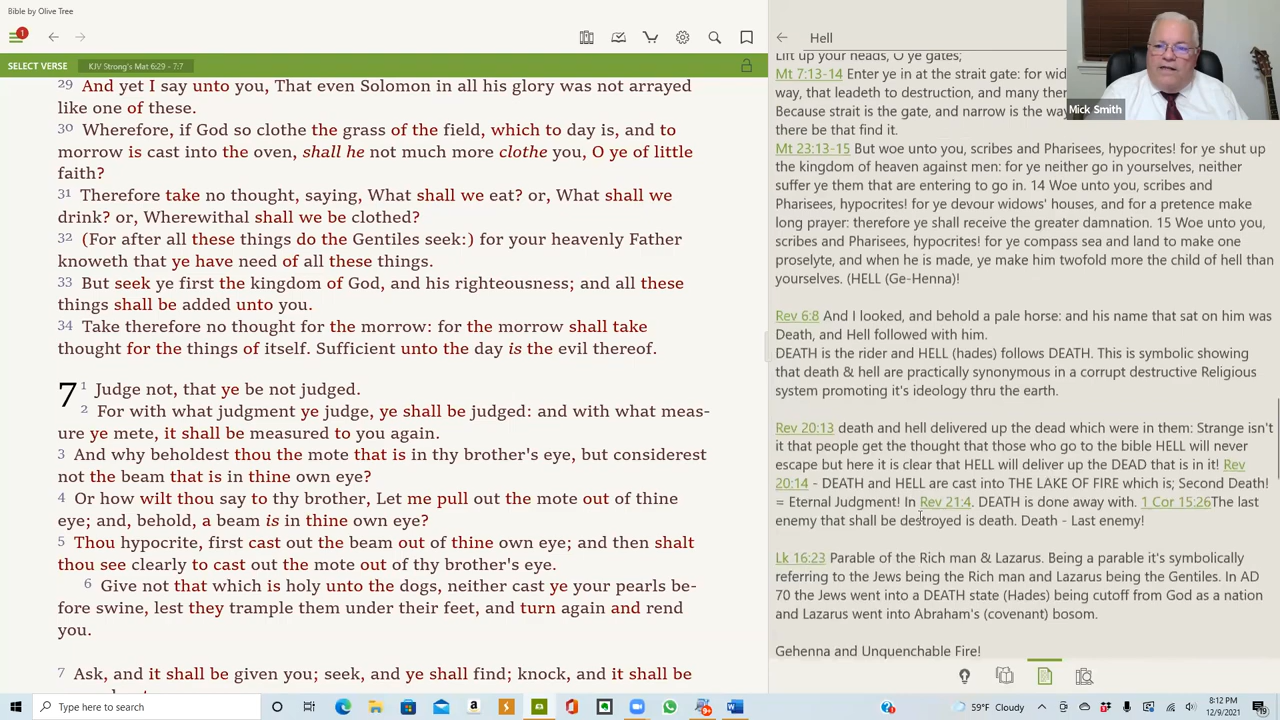 Bible by Olive Tree
1
SELECT VERSE
KJV Strong's Mat 6:29 - 7:7
29 And yet I say unto you, That even Solomon in all his glory was not arrayed
like one of these.
30 Wherefore, if God so clothe the grass of the field, which to day is, and to
morrow is cast into the oven, shall he not much more clothe you, O ye of little
faith?
31 Therefore take no thought, saying, What shall we eat? or, What shall we
drink? or, Wherewithal shall we be clothed?
32 (For after all these things do the Gentiles seek:) for your heavenly Father
knoweth that ye have need of all these things.
33 But seek ye first the kingdom of God, and his righteousness; and all these
things shall be added unto you.
34 Take therefore no thought for the morrow: for the morrow shall take
thought for the things of itself. Sufficient unto the day is the evil thereof.
7 1 Judge not, that ye be not judged.
2 For with what judgment ye judge, ye shall be judged: and with what meas-
ure ye mete, it shall be measured to you again.
3 And why beholdest thou the mote that is in thy brother's eye, but considerest
not the beam that is in thine own eye?
4 Or how wilt thou say to thy brother, Let me pull out the mote out of thine
eye; and, behold, a beam is in thine own eye?
5 Thou hypocrite, first cast out the beam out of thine own eye; and then shalt
thou see clearly to cast out the mote out of thy brother's eye.
6 Give not that which is holy unto the dogs, neither cast ye your pearls be-
fore swine, lest they trample them under their feet, and turn again and rend
you.
7 Ask, and it shall be given you; seek, and ye shall find; knock, and it shall be
Hell
Lift up your heads, O ye gates;
Mt 7:13-14 Enter ye in at the strait gate: for wid
way, that leadeth to destruction, and many ther
Because strait is the gate, and narrow is the way
there be that find it.
Mick Smith
Mt 23:13-15 But woe unto you, scribes and Pharisees, hypocrites! for ye shut up
the kingdom of heaven against men: for ye neither go in yourselves, neither
suffer ye them that are entering to go in. 14 Woe unto you, scribes and
Pharisees, hypocrites! for ye devour widows' houses, and for a pretence make
long prayer: therefore ye shall receive the greater damnation. 15 Woe unto you,
scribes and Pharisees, hypocrites! for ye compass sea and land to make one
proselyte, and when he is made, ye make him twofold more the child of hell than
yourselves. (HELL (Ge-Henna)!
Rev 6:8 And I looked, and behold a pale horse: and his name that sat on him was
Death, and Hell followed with him.
DEATH is the rider and HELL (hades) follows DEATH. This is symbolic showing
that death & hell are practically synonymous in a corrupt destructive Religious
system promoting it's ideology thru the earth.
Rev 20:13 death and hell delivered up the dead which were in them: Strange isn't
it that people get the thought that those who go to the bible HELL will never
escape but here it is clear that HELL will deliver up the DEAD that is in it! Rev
20:14 - DEATH and HELL are cast into THE LAKE OF FIRE which is; Second Death!
= Eternal Judgment! In Rev 21:4. DEATH is done away with. 1 Cor 15:26The last
enemy that shall be destroyed is death. Death - Last enemy!
Lk 16:23 Parable of the Rich man & Lazarus. Being a parable it's symbolically
referring to the Jews being the Rich man and Lazarus being the Gentiles. In AD
70 the Jews went into a DEATH state (Hades) being cutoff from God as a nation
and Lazarus went into Abraham's (covenant) bosom.
Gehenna and Unquenchable Fire!
Type here to search
59°F Cloudy
8:12 PM
12/9/2021